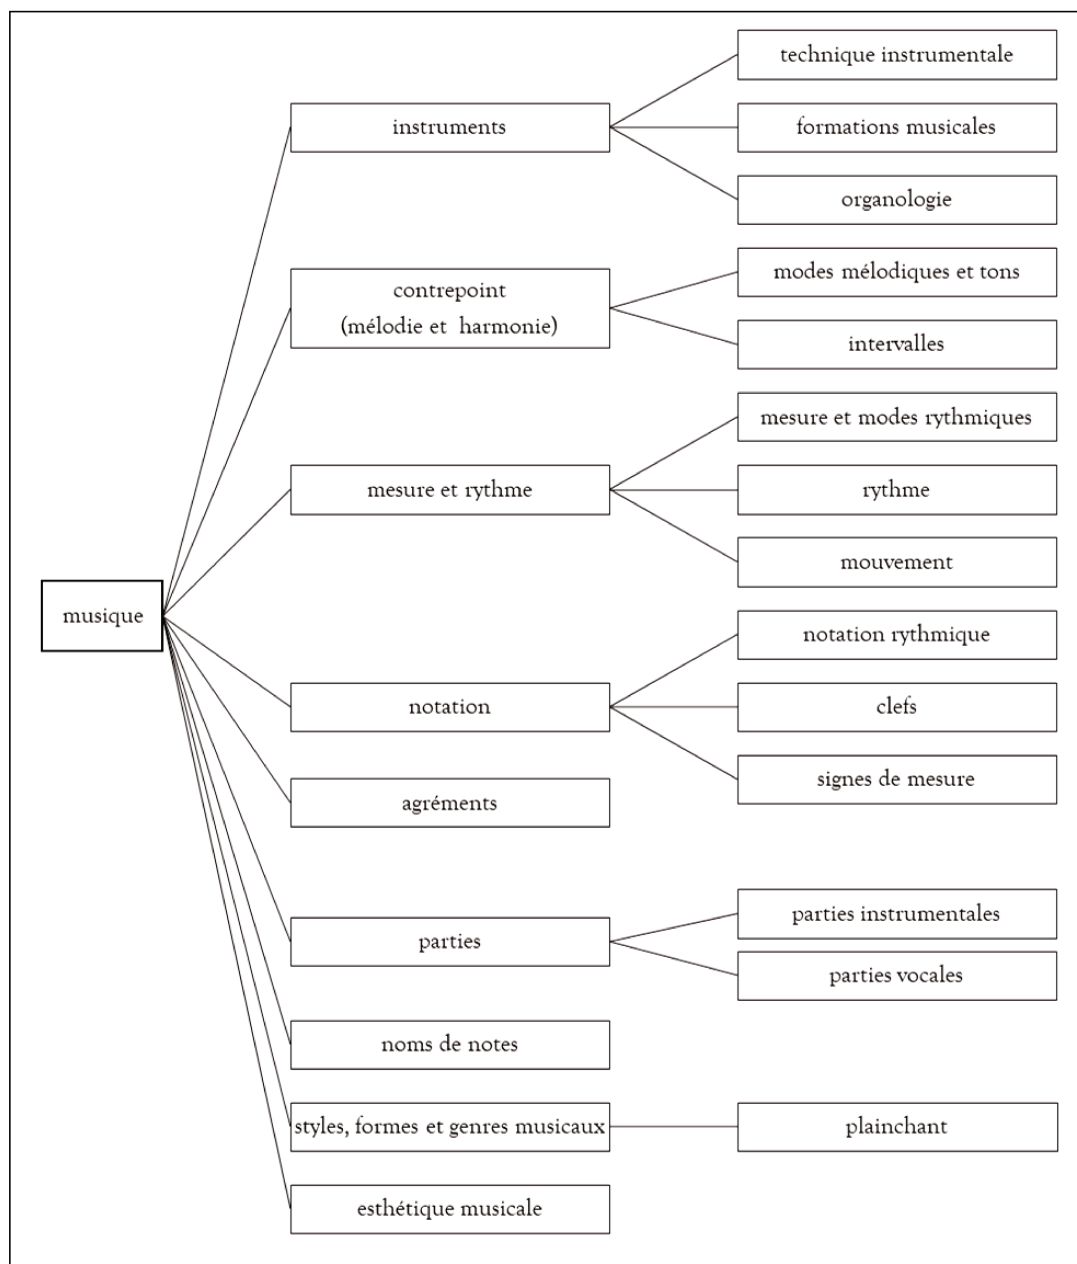 musique
instruments
technique instrumentale
formations musicales
organologie
contrepoint
(mélodie et harmonie)
modes mélodiques et tons
intervalles
mesure et rythme
mesure et modes rythmiques
rythme
mouvement
notation
notation rythmique
clefs
signes de mesure
agréments
parties
parties instrumentales
parties vocales
noms de notes
styles, formes et genres musicaux
plainchant
esthétique musicale